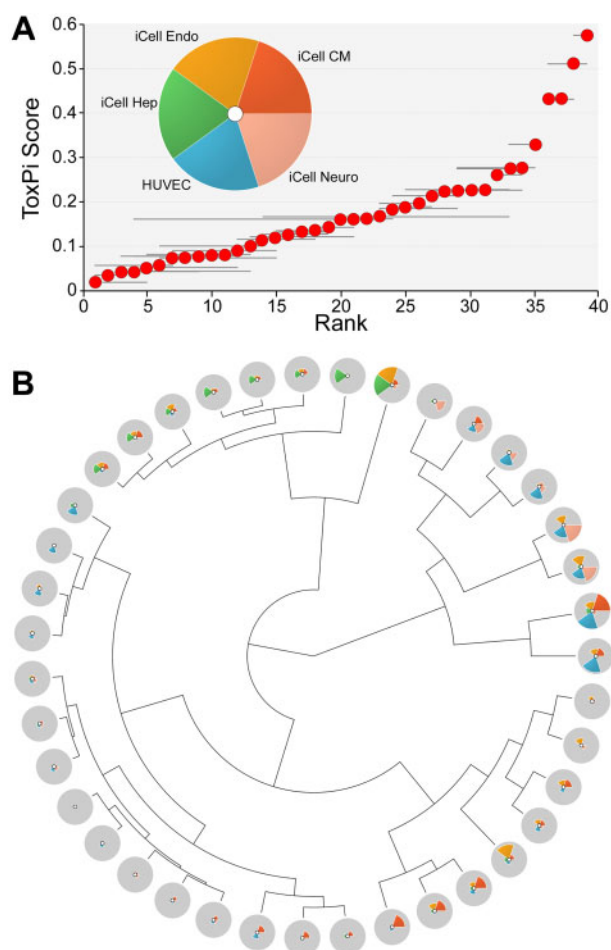 A
0.6
0.5
0.4
0.3
0.2
0.1
0
ToxPi Score
iCell Endo
iCell CM
iCell Hep
HUVEC
iCell Neuro
0 5 10 15 20 25 30 35 40
Rank
B